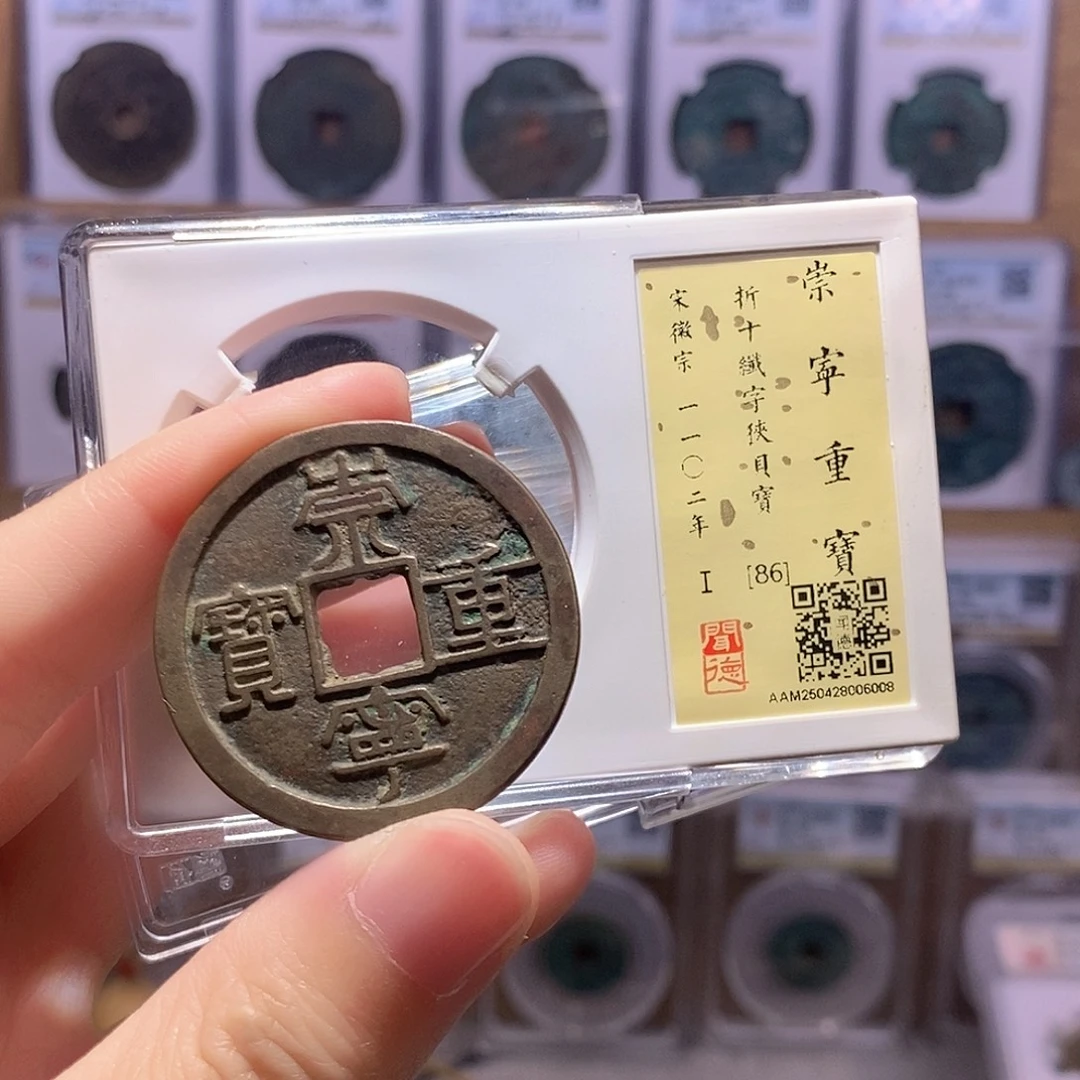 崇寧重寶
崇寧重寶
折十纖字狹貝寶 [86]
宋徽宗 一一〇二年 I
聞德
AAM250428006008